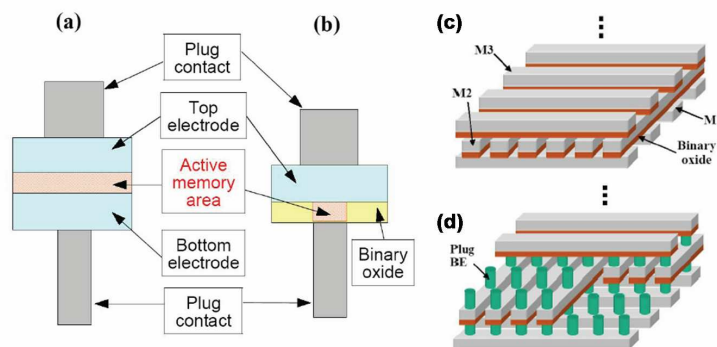 (a)
(b)
Plug
contact
Top
electrode
Active
memory
area
Bottom
electrode
Binary
oxide
Plug
contact
(c)
⋮
M3
M2
M
Binary
oxide
⋮
(d)
Plug
BE